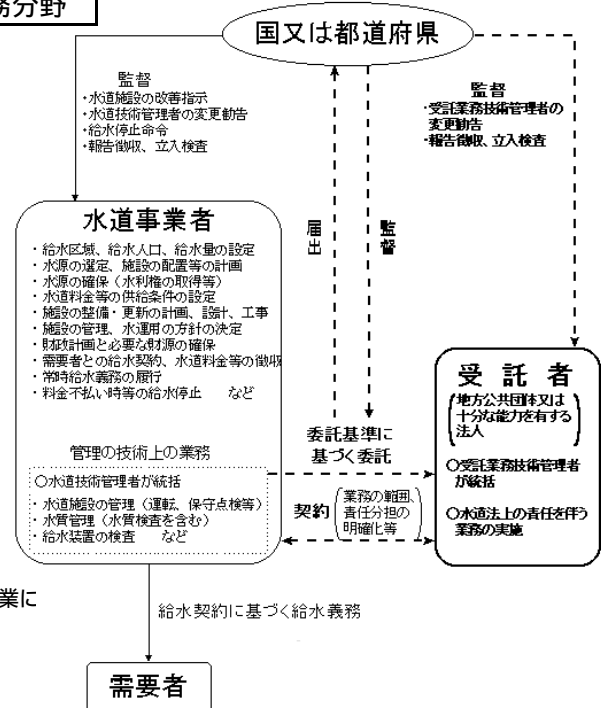 務分野
国又は都道府県
監督
・水道施設の改善指示
・水道技術管理者の変更勧告
・給水停止命令
・報告徴収、立入検査
監督
・受託業務技術管理者の
変更勧告
・報告徴収、立入検査
届出
監督
水道事業者
・給水区域、給水人口、給水量の設定
・水源の選定、施設の配置等の計画
・水源の確保（水利権の取得等）
・水道料金等の供給条件の設定
・施設の整備・更新の計画、設計、工事
・施設の管理、水運用の方針の決定
・財政計画と必要な財源の確保
・需要者との給水契約、水道料金等の徴収
・常時給水義務の履行
・料金不払い時等の給水停止　など
管理の技術上の業務
○水道技術管理者が統括
・水道施設の管理（運転、保守点検等）
・水質管理（水質検査を含む）
・給水装置の検査　など
委託基準に
基づく委託
契約
（業務の範囲、
責任分担の
明確化等）
受託者
（地方公共団体又は
十分な能力を有する
法人）
○受託業務技術管理者
が統括
○水道法上の責任を伴う
業務の実施
業に
給水契約に基づく給水義務
需要者